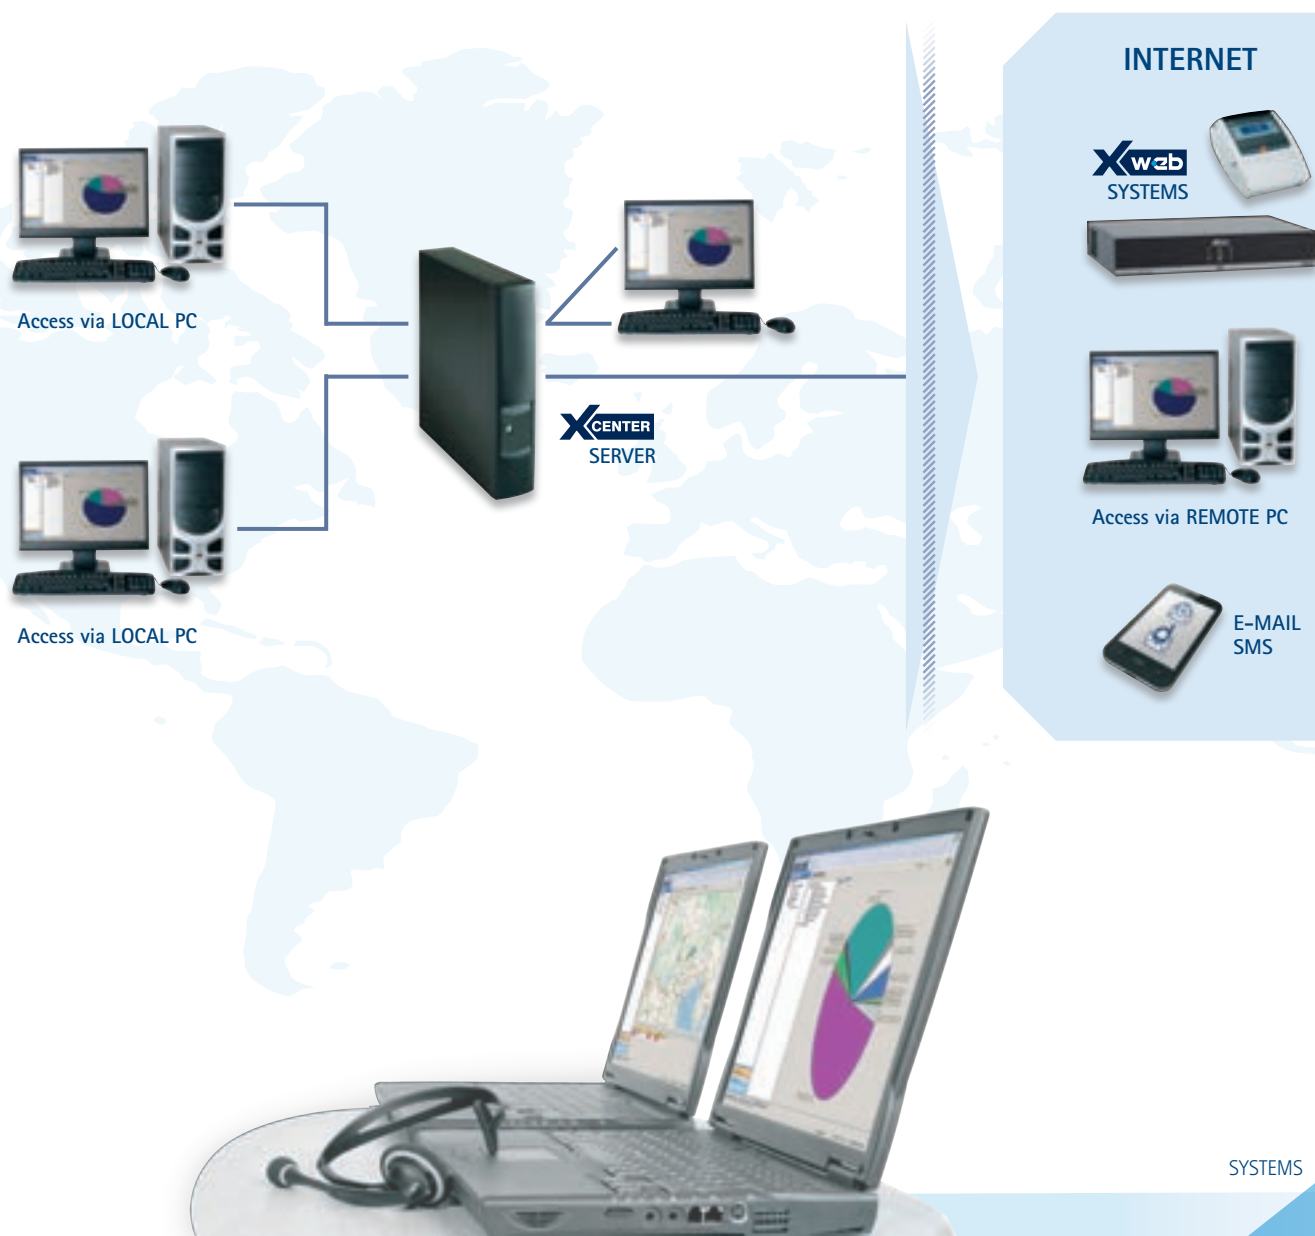 INTERNET
Xweb
SYSTEMS
Access via LOCAL PC
XCENTER
SERVER
Access via REMOTE PC
Access via LOCAL PC
E-MAIL
SMS
SYSTEMS